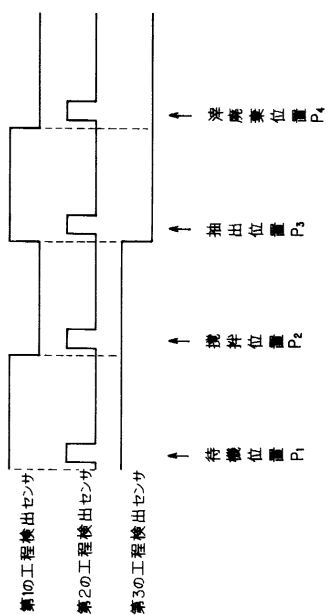 第1の工程検出センサ
第2の工程検出センサ
第3の工程検出センサ
待機位置P₁
撹拌位置P₂
抽出位置P₃
滓廃棄位置P₄